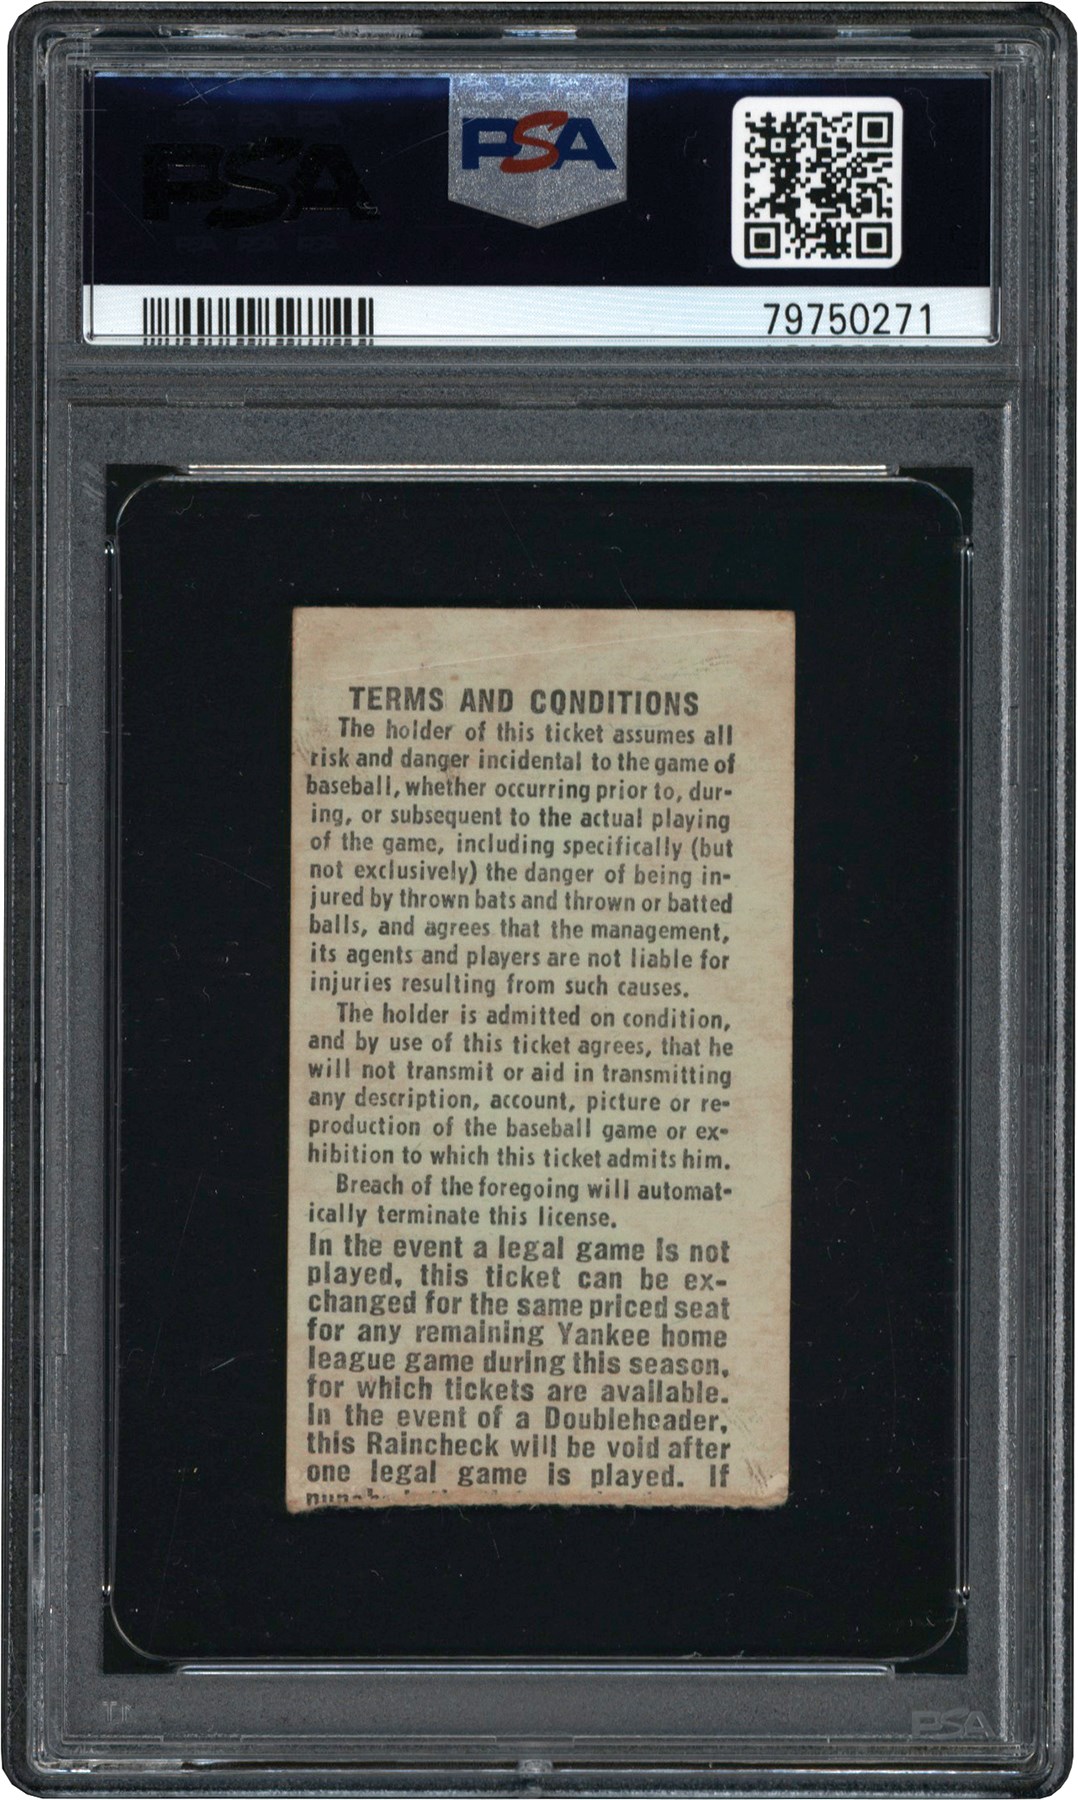 PSA
PSA
79750271
TERMS AND CONDITIONS
The holder of this ticket assumes all
risk and danger incidental to the game of
baseball, whether occurring prior to, dur-
ing, or subsequent to the actual playing
of the game, including specifically (but
not exclusively) the danger of being in-
jured by thrown bats and thrown or batted
balls, and agrees that the management,
its agents and players are not liable for
injuries resulting from such causes.
The holder is admitted on condition,
and by use of this ticket agrees, that he
will not transmit or aid in transmitting
any description, account, picture or re-
production of the baseball game or ex-
hibition to which this ticket admits him.
Breach of the foregoing will automat-
ically terminate this license.
In the event a legal game is not
played, this ticket can be ex-
changed for the same priced seat
for any remaining Yankee home
league game during this season,
for which tickets are available.
In the event of a Doubleheader,
this Raincheck will be void after
one legal game is played. If
PSA